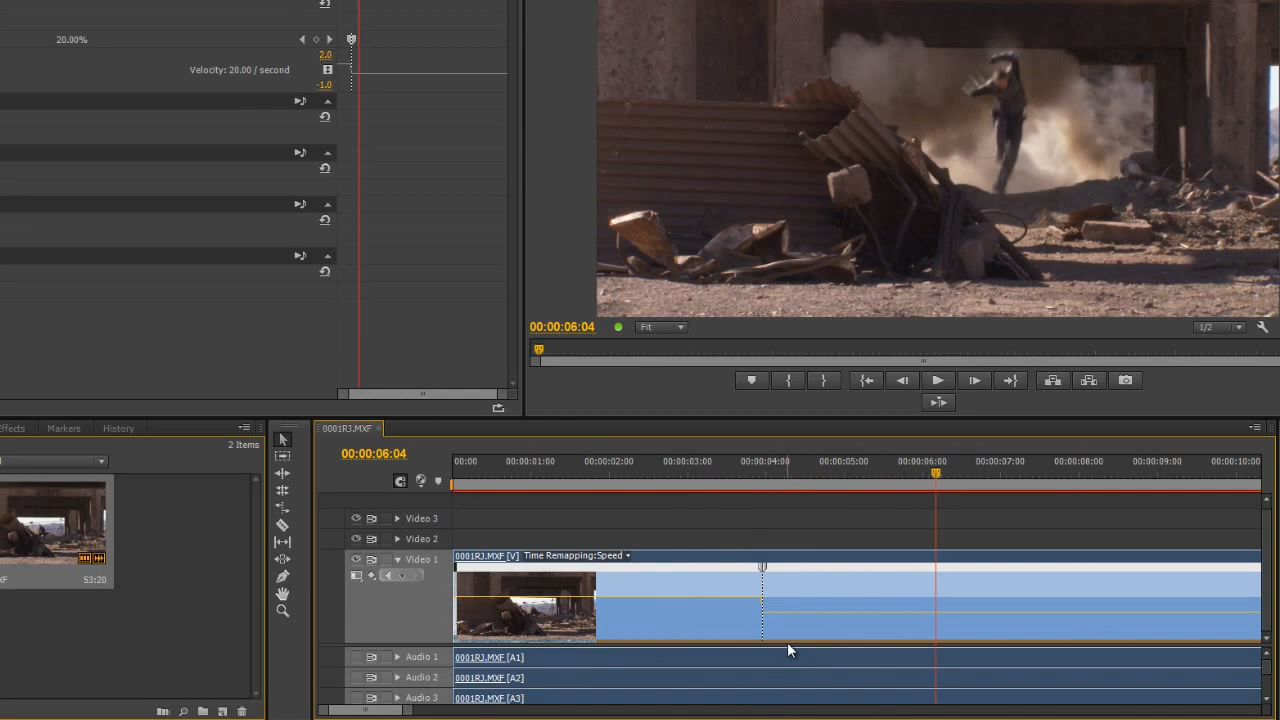 20.00%
2.0
Velocity: 20.00 / second
-1.0
00:00:06:04
Fit
1/2
ffects
Markers
History
2 Items
XF
53:20
0001RJ.MXF
00:00:06:04
00:00
00:00:01:00
00:00:02:00
00:00:03:00
00:00:04:00
00:00:05:00
00:00:06:00
00:00:07:00
00:00:08:00
00:00:09:00
00:00:10:00
Video 3
Video 2
Video 1
0001RJ.MXF [V] Time Remapping:Speed
Audio 1
0001RJ.MXF [A1]
Audio 2
0001RJ.MXF [A2]
Audio 3
0001RJ.MXF [A3]